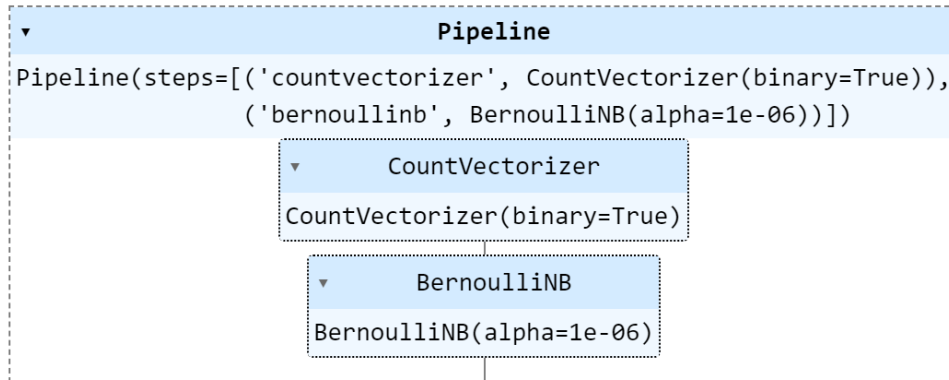 Pipeline
Pipeline(steps=[('countvectorizer', CountVectorizer(binary=True)),
('bernoullinb', BernoulliNB(alpha=1e-06))])
CountVectorizer
CountVectorizer(binary=True)
BernoulliNB
BernoulliNB(alpha=1e-06)